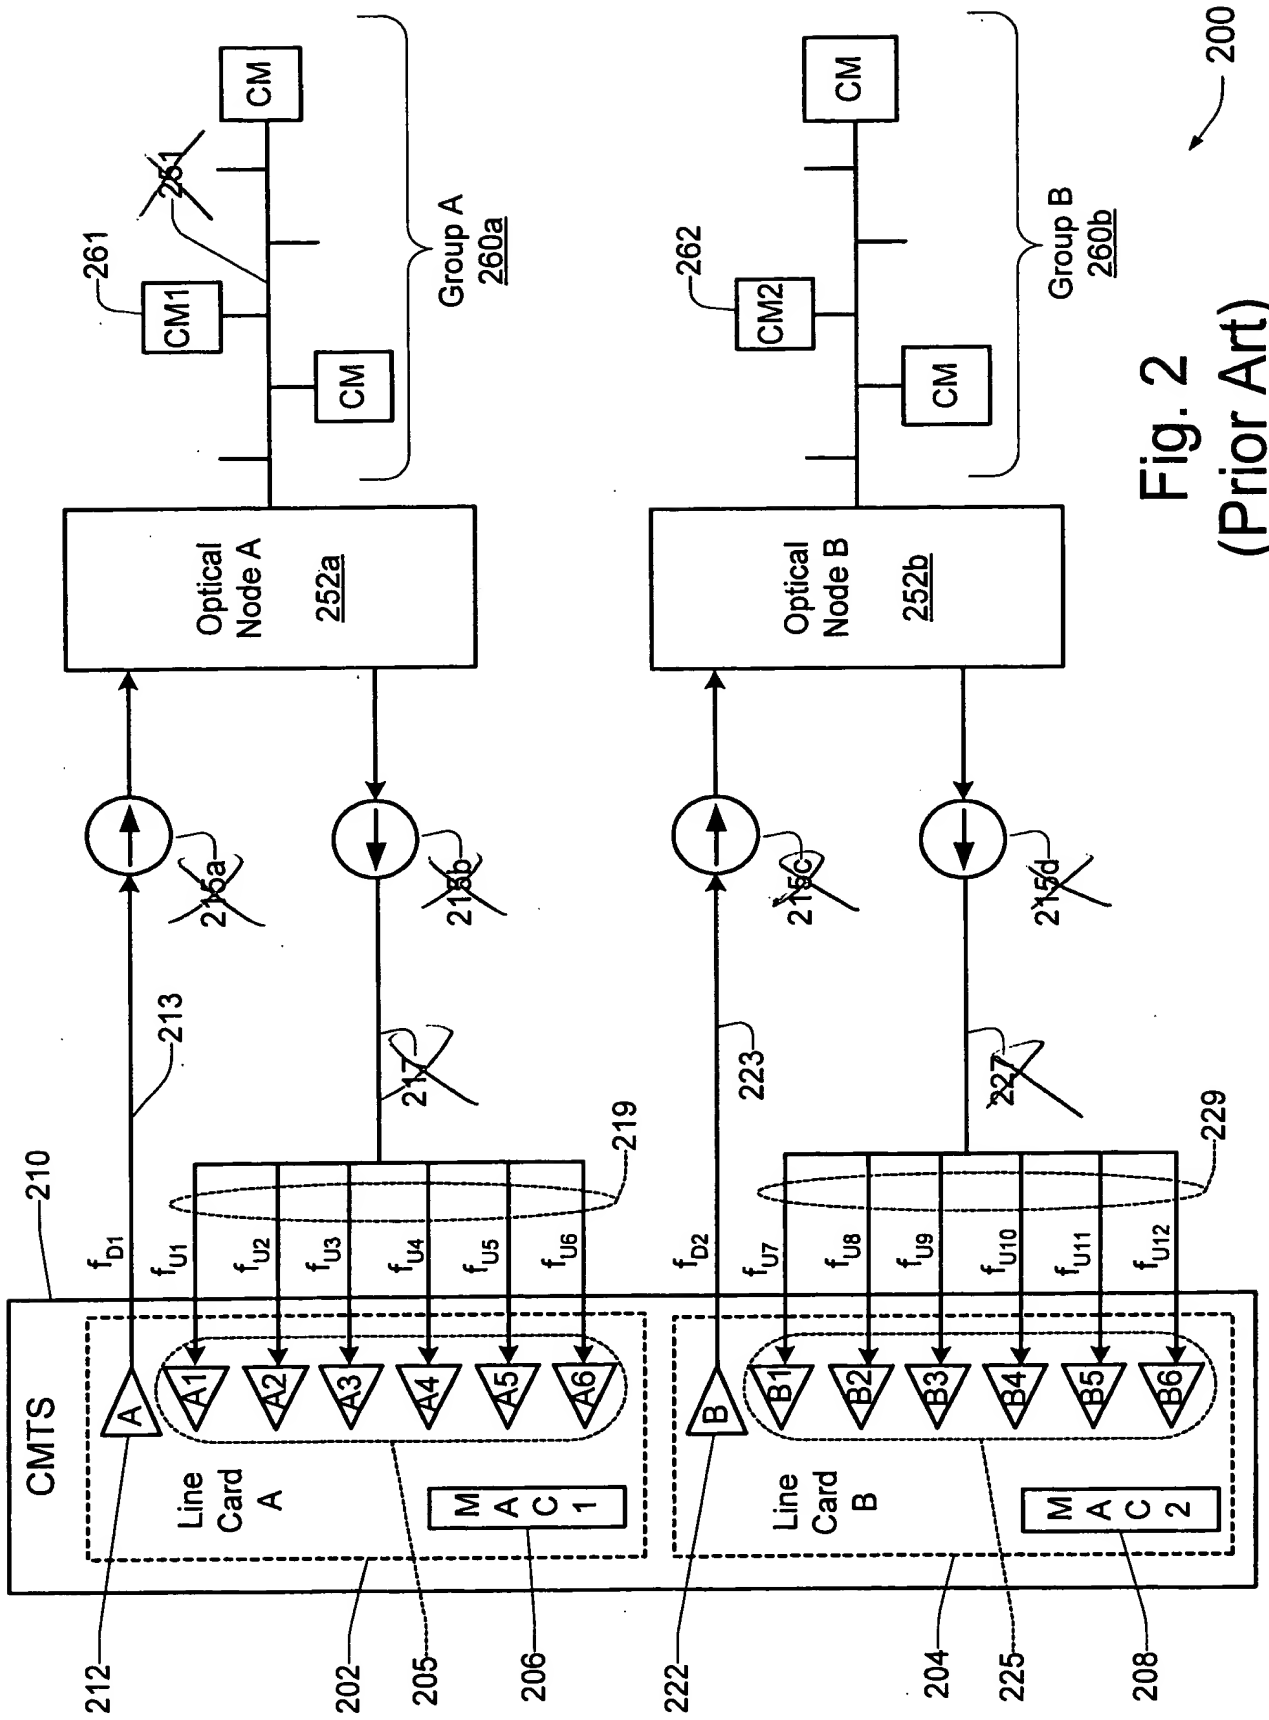 CMTS
210
212
A
Line
Card
A
A1
A2
A3
A4
A5
A6
M
A
C
1
202
205
206
fD1
fU1
fU2
fU3
fU4
fU5
fU6
213
217
219
215a
215b
Optical
Node A
252a
CM
CM1
261
251
CM
Group A
260a
222
B
Line
Card
B
B1
B2
B3
B4
B5
B6
M
A
C
2
204
225
208
fD2
fU7
fU8
fU9
fU10
fU11
fU12
223
227
229
215c
215d
Optical
Node B
252b
CM
CM2
262
CM
Group B
260b
200
Fig. 2
(Prior Art)